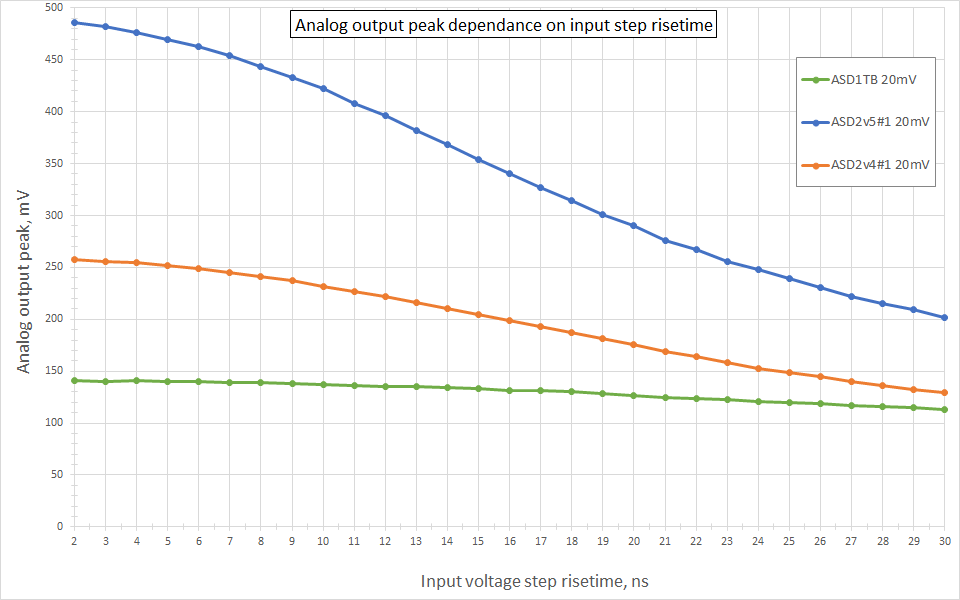 Analog output peak dependance on input step risetime
500
450
400
350
300
250
200
150
100
50
0
Analog output peak, mV
ASD1TB 20mV
ASD2v5#1 20mV
ASD2v4#1 20mV
2 3 4 5 6 7 8 9 10 11 12 13 14 15 16 17 18 19 20 21 22 23 24 25 26 27 28 29 30
Input voltage step risetime, ns